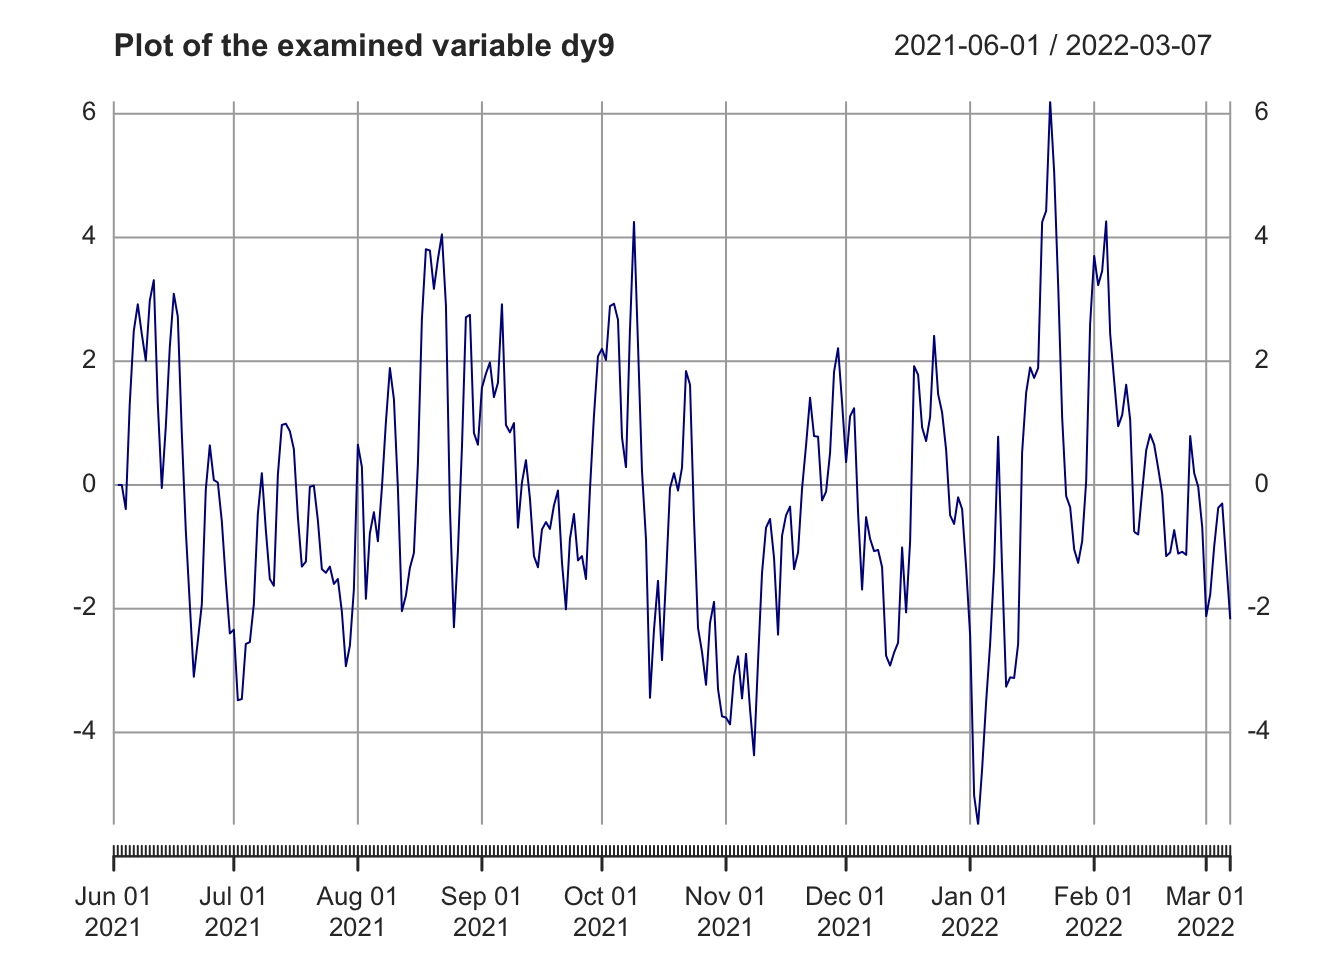 Plot of the examined variable dy9 2021-06-01 / 2022-03-07
6 6
4 4
2 2
0 0
-2 -2
-4 -4
Jun 01 Jul 01 Aug 01 Sep 01 Oct 01 Nov 01 Dec 01 Jan 01 Feb 01 Mar 01
2021 2021 2021 2021 2021 2021 2021 2022 2022 2022